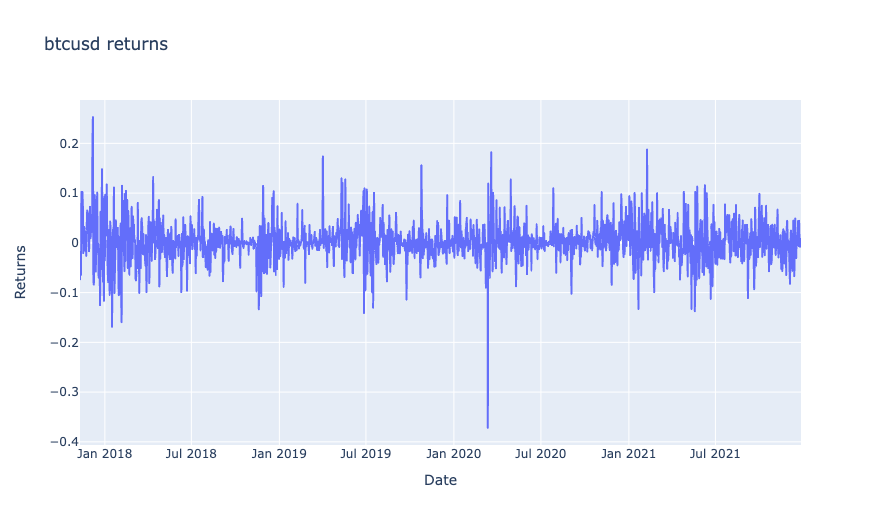 btcusd returns
0.2
0.1
0
−0.1
−0.2
−0.3
−0.4
Returns
Jan 2018 Jul 2018 Jan 2019 Jul 2019 Jan 2020 Jul 2020 Jan 2021 Jul 2021
Date